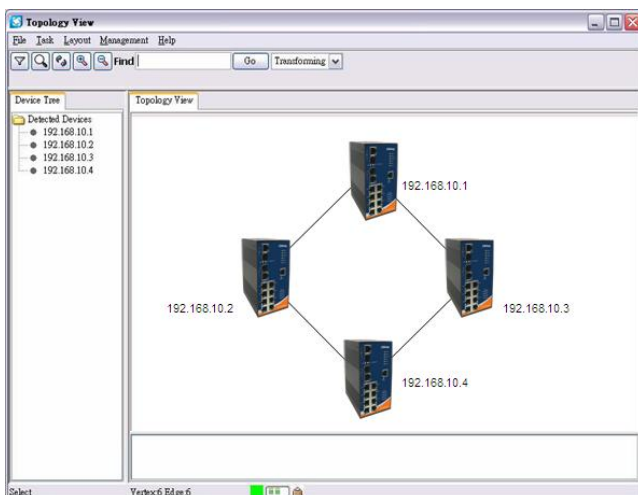 Topology View
File Task Layout Management Help
Find Go Transforming
Device Tree
Topology View
Detected Devices
192.168.10.1
192.168.10.2
192.168.10.3
192.168.10.4
192.168.10.1
192.168.10.2
192.168.10.3
192.168.10.4
Select
Vertex:6 Edge:6